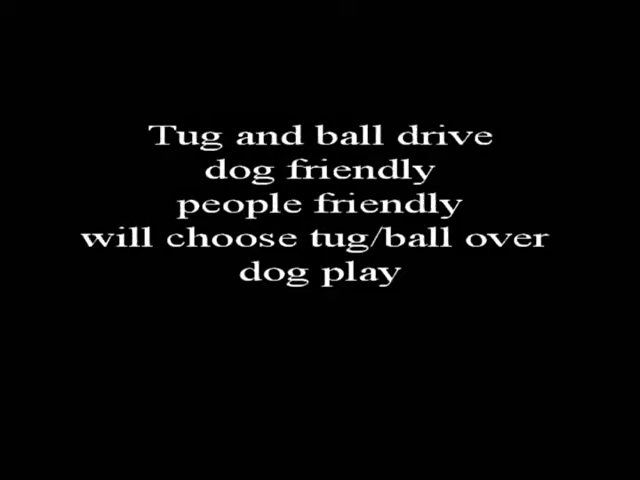 Tug and ball drive
dog friendly
people friendly
will choose tug/ball over
dog play